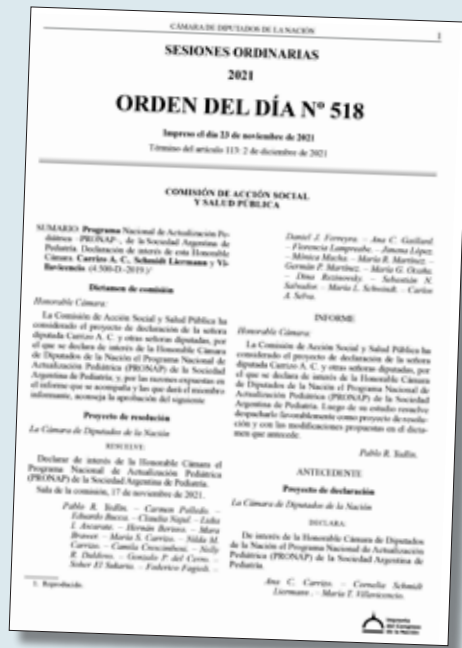 CÁMARA DE DIPUTADOS DE LA NACIÓN
1
SESIONES ORDINARIAS
2021
ORDEN DEL DÍA Nº 518
Impreso el día 23 de noviembre de 2021
Término del artículo 113: 2 de diciembre de 2021
COMISIÓN DE ACCIÓN SOCIAL
Y SALUD PÚBLICA
SUMARIO: Programa Nacional de Actualización Pe-
diátrica -PRONAP-, de la Sociedad Argentina de
Pediatría. Declaración de interés de esta Honorable
Cámara. Carrizo A. C., Schmidt Liermann y Vi-
llavicencio. (4.500-D.-2019.)¹
Dictamen de comisión
Honorable Cámara:
La Comisión de Acción Social y Salud Pública ha
considerado el proyecto de declaración de la señora
diputada Carrizo A. C. y otras señoras diputadas, por
el que se declara de interés de la Honorable Cámara
de Diputados de la Nación el Programa Nacional de
Actualización Pediátrica (PRONAP) de la Sociedad
Argentina de Pediatría; y, por las razones expuestas en
el informe que se acompaña y las que dará el miembro
informante, aconseja la aprobación del siguiente
Proyecto de resolución
La Cámara de Diputados de la Nación
RESUELVE:
Declarar de interés de la Honorable Cámara el
Programa Nacional de Actualización Pediátrica
(PRONAP) de la Sociedad Argentina de Pediatría.
Sala de la comisión, 17 de noviembre de 2021.
Pablo R. Yedlin. – Carmen Polledo. –
Eduardo Bucca. – Claudia Najul. – Lidia
I. Ascarate. – Hernán Berisso. – Mara
Brawer. – María S. Carrizo. – Nilda M.
Carrizo. – Camila Crescimbeni. – Nelly
R. Daldovo. – Gonzalo P. del Cerro. –
Soher El Sukaria. – Federico Fagioli. –
1. Reproducido.
Daniel J. Ferreyra. – Ana C. Gaillard.
– Florencia Lampreabe. – Jimena López.
– Mónica Macha. – María R. Martínez. –
Germán P. Martínez. – María G. Ocaña.
– Dina Rezinovsky. – Sebastián N.
Salvador. – María L. Schwindt. – Carlos
A. Selva.
INFORME
Honorable Cámara:
La Comisión de Acción Social y Salud Pública ha
considerado el proyecto de declaración de la señora
diputada Carrizo A. C. y otras señoras diputadas, por
el que se declara de interés de la Honorable Cámara
de Diputados de la Nación el Programa Nacional de
Actualización Pediátrica (PRONAP) de la Sociedad
Argentina de Pediatría. Luego de su estudio resuelve
despacharlo favorablemente como proyecto de resolu-
ción y con las modificaciones propuestas en el dicta-
men que antecede.
Pablo R. Yedlin.
ANTECEDENTE
Proyecto de declaración
La Cámara de Diputados de la Nación
DECLARA:
De interés de la Honorable Cámara de Diputados
de la Nación el Programa Nacional de Actualización
Pediátrica (PRONAP) de la Sociedad Argentina de
Pediatría.
Ana C. Carrizo. – Cornelia Schmidt
Liermann. – María T. Villavicencio.
Imprenta
del Congreso
de la Nación